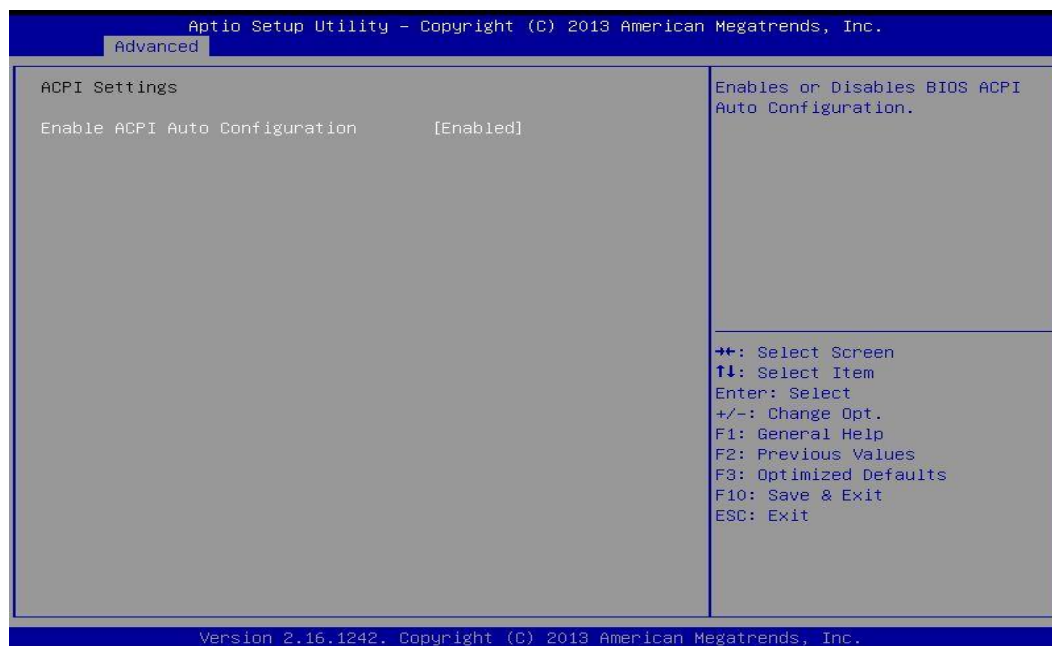 Aptio Setup Utility – Copyright (C) 2013 American Megatrends, Inc.
Advanced
ACPI Settings
Enable ACPI Auto Configuration [Enabled]
Enables or Disables BIOS ACPI
Auto Configuration.
→←: Select Screen
↑↓: Select Item
Enter: Select
+/-: Change Opt.
F1: General Help
F2: Previous Values
F3: Optimized Defaults
F10: Save & Exit
ESC: Exit
Version 2.16.1242. Copyright (C) 2013 American Megatrends, Inc.